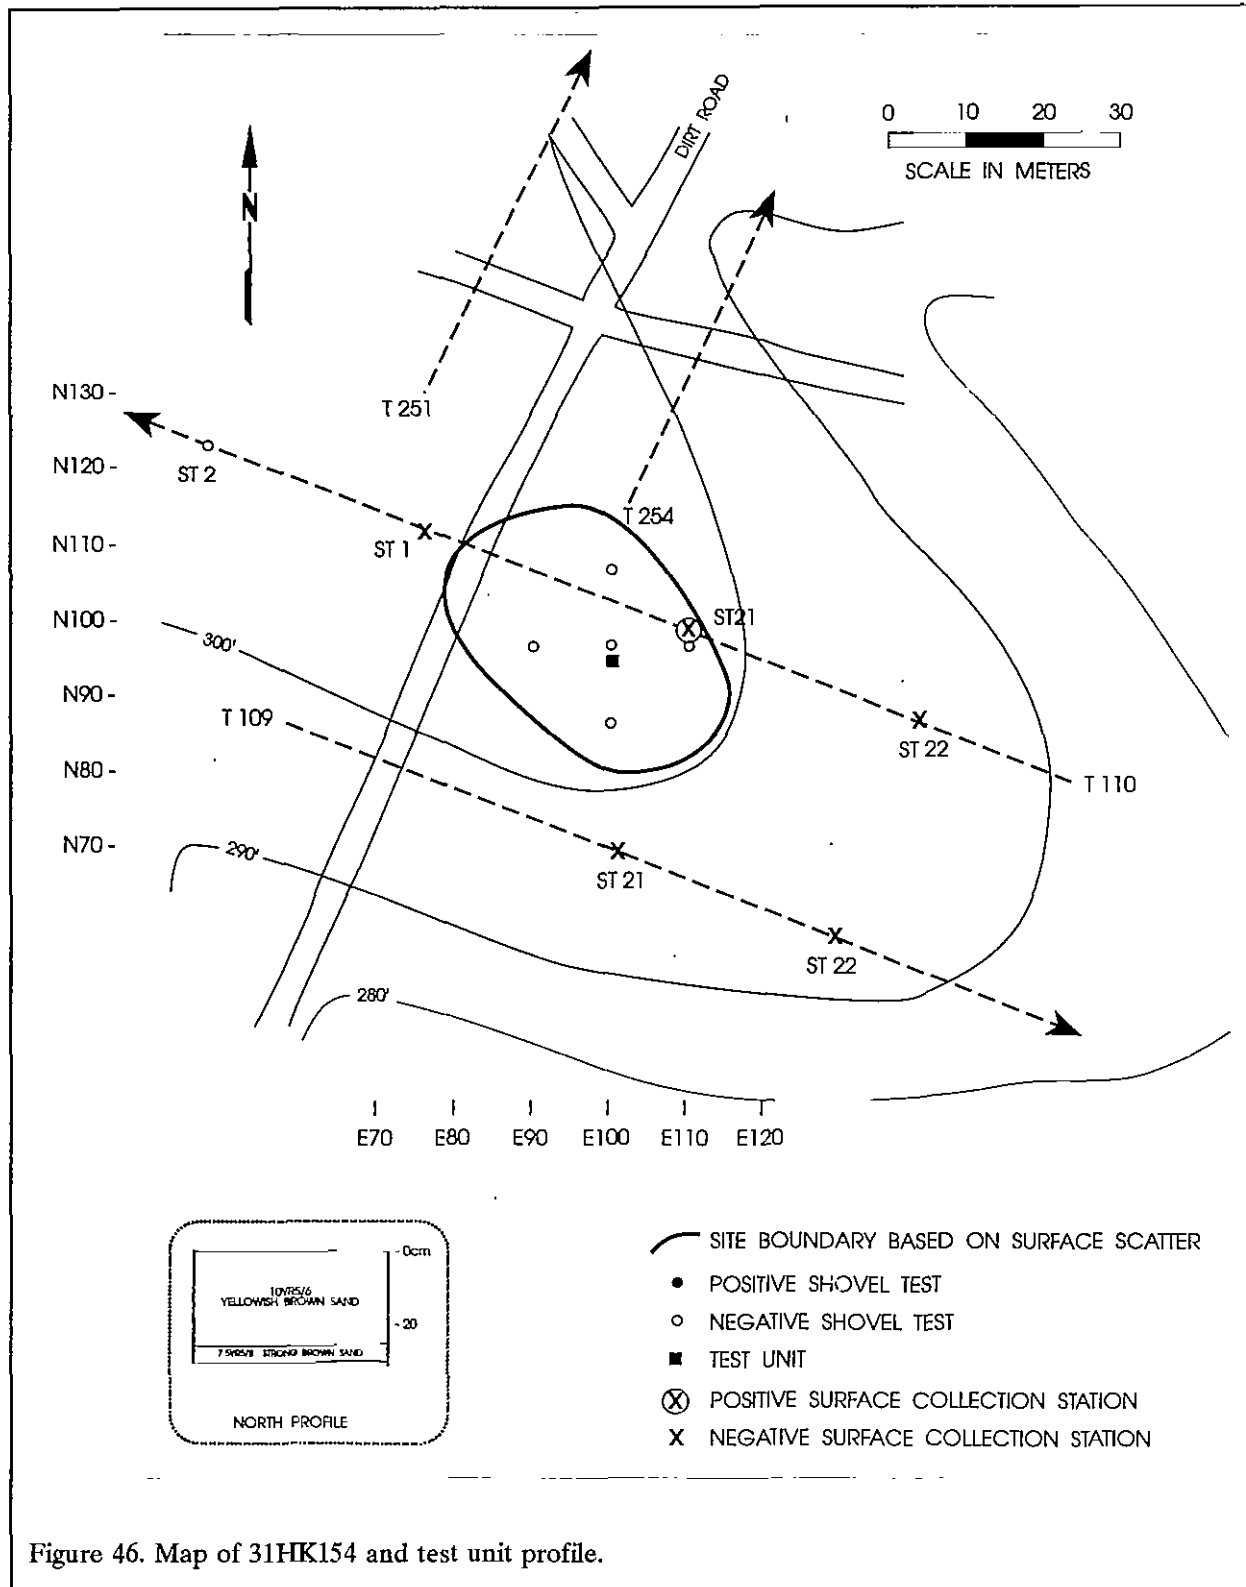 DIRT ROAD
0 10 20 30
SCALE IN METERS
N
N130 -
T 251
N120 -
ST 2
T 254
N110 -
ST 1
N100 -
ST21
300'
N90 -
T 109
ST 22
N80 -
T 110
N70 -
290'
ST 21
ST 22
280'
E70 E80 E90 E100 E110 E120
- 0cm
10YR5/6
YELLOWISH BROWN SAND
- 20
7.5YR5/8 STRONG BROWN SAND
NORTH PROFILE
SITE BOUNDARY BASED ON SURFACE SCATTER
POSITIVE SHOVEL TEST
NEGATIVE SHOVEL TEST
TEST UNIT
POSITIVE SURFACE COLLECTION STATION
NEGATIVE SURFACE COLLECTION STATION
Figure 46. Map of 31HK154 and test unit profile.